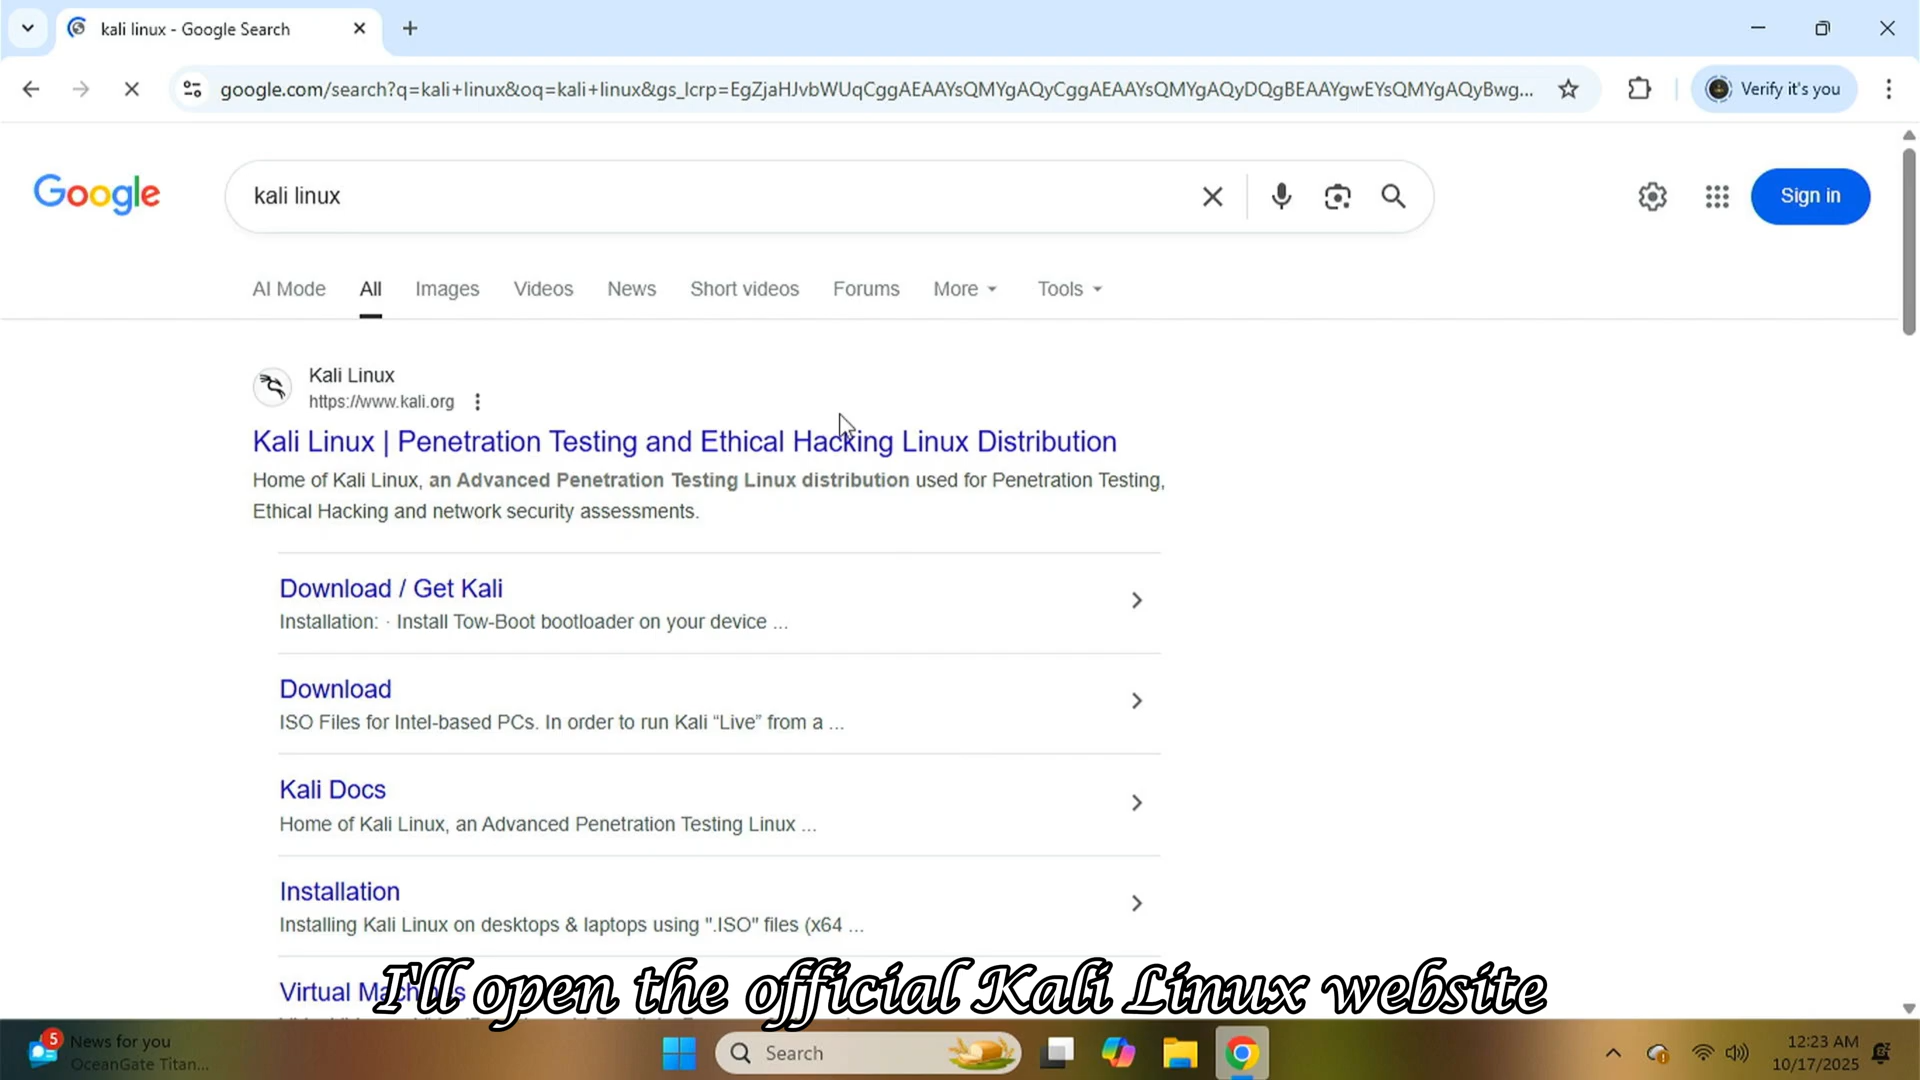 kali linux - Google Search
google.com/search?q=kali+linux&oq=kali+linux&gs_lcrp=EgZjaHJvbWUqCggAEAAYsQMYgAQyCggAEAAYsQMYgAQyDQgBEAAYgwEYsQMYgAQyBwg...
Verify it's you
Google
kali linux
Sign in
AI Mode All Images Videos News Short videos Forums More Tools
Kali Linux
https://www.kali.org
Kali Linux | Penetration Testing and Ethical Hacking Linux Distribution
Home of Kali Linux, an Advanced Penetration Testing Linux distribution used for Penetration Testing,
Ethical Hacking and network security assessments.
Download / Get Kali
Installation: · Install Tow-Boot bootloader on your device ...
Download
ISO Files for Intel-based PCs. In order to run Kali “Live” from a ...
Kali Docs
Home of Kali Linux, an Advanced Penetration Testing Linux ...
Installation
Installing Kali Linux on desktops & laptops using ".ISO" files (x64 ...
Virtual Machines
I'll open the official Kali Linux website
5
News for you
OceanGate Titan...
Search
12:23 AM
10/17/2025